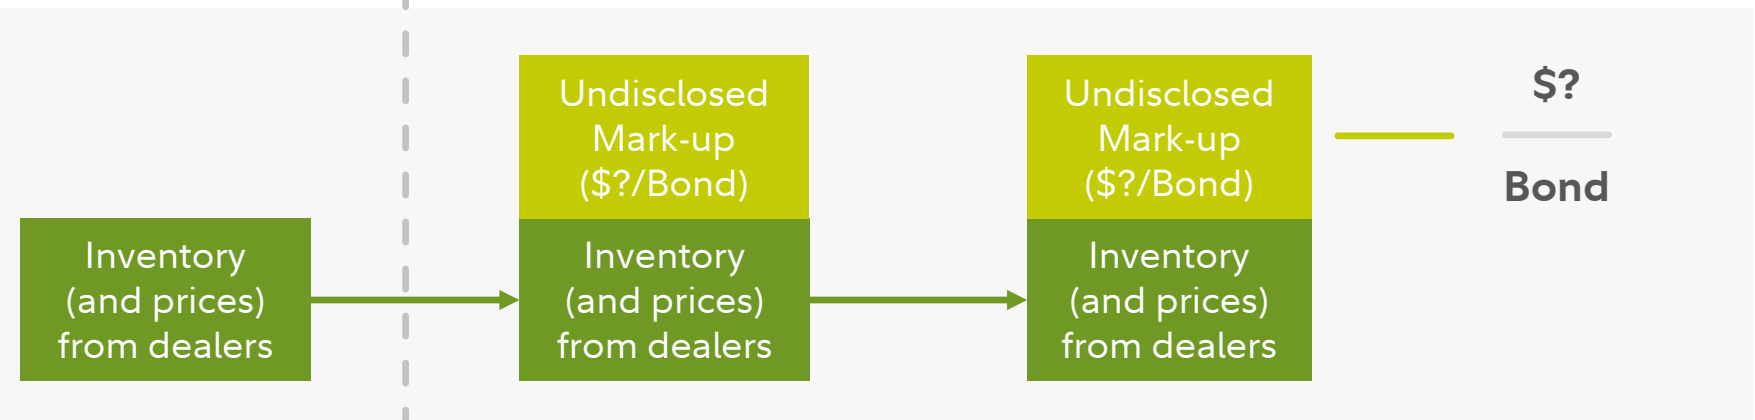 Inventory
(and prices)
from dealers
Undisclosed
Mark-up
($?/Bond)
Inventory
(and prices)
from dealers
Undisclosed
Mark-up
($?/Bond)
Inventory
(and prices)
from dealers
$?
Bond